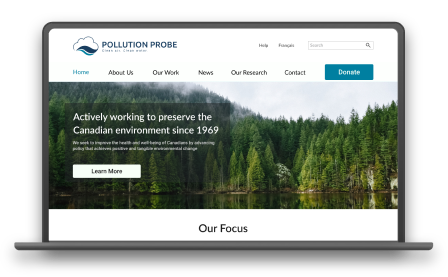 POLLUTION PROBE
Clean air. Clean water.
Help Français Search
Home About Us Our Work News Our Research Contact Donate
Actively working to preserve the
Canadian environment since 1969
We seek to improve the health and well-being of Canadians by advancing
policy that achieves positive and tangible environmental change
Learn More
Our Focus